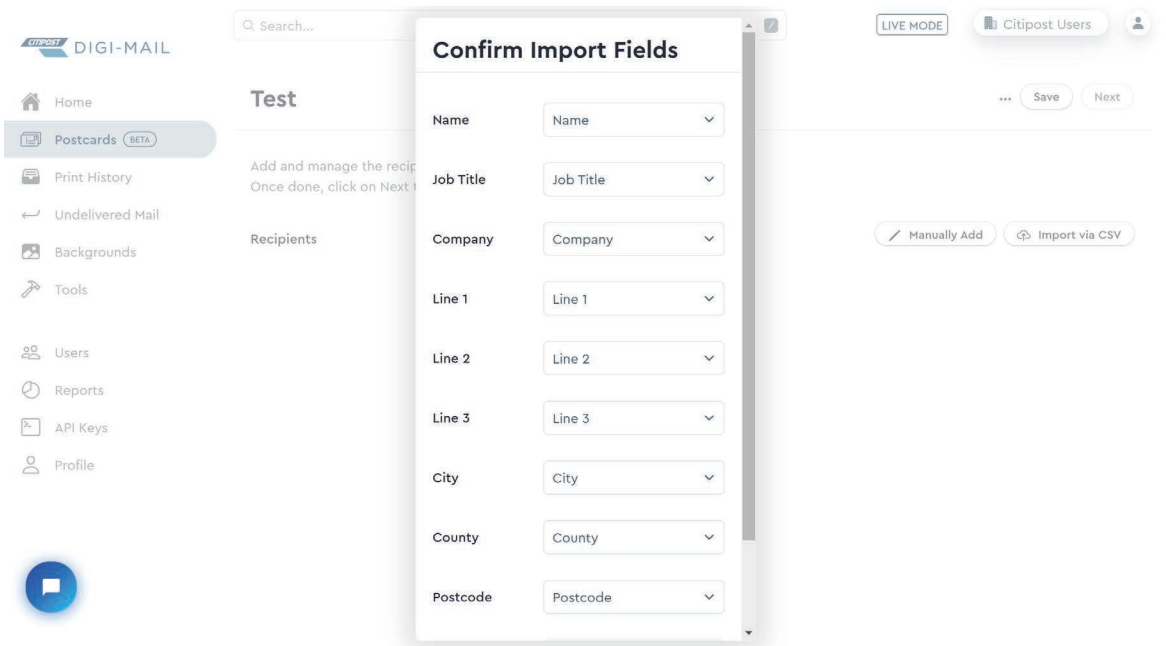 CITIPOST DIGI-MAIL
Search...
/
LIVE MODE
Citipost Users
Home
Postcards BETA
Print History
Undelivered Mail
Backgrounds
Tools
Users
Reports
API Keys
Profile
Test
... Save Next
Add and manage the recip
Once done, click on Next t
Recipients
Manually Add
Import via CSV
Confirm Import Fields
Name Name
Job Title Job Title
Company Company
Line 1 Line 1
Line 2 Line 2
Line 3 Line 3
City City
County County
Postcode Postcode